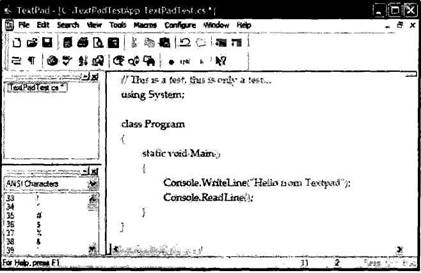 TextPad - [C:\TextPadTestApp\TextPadTest.cs *]
File Edit Search View Tools Macros Configure Window Help
TextPadTest.cs *
// This is a test, this is only a test...
using System;
class Program
{
static void Main()
{
Console.WriteLine("Hello from Textpad");
Console.ReadLine();
}
}
ANSI Characters
33 !
34 "
35 #
36 $
37 %
38 &
39 '
For Help, press F1
11 2